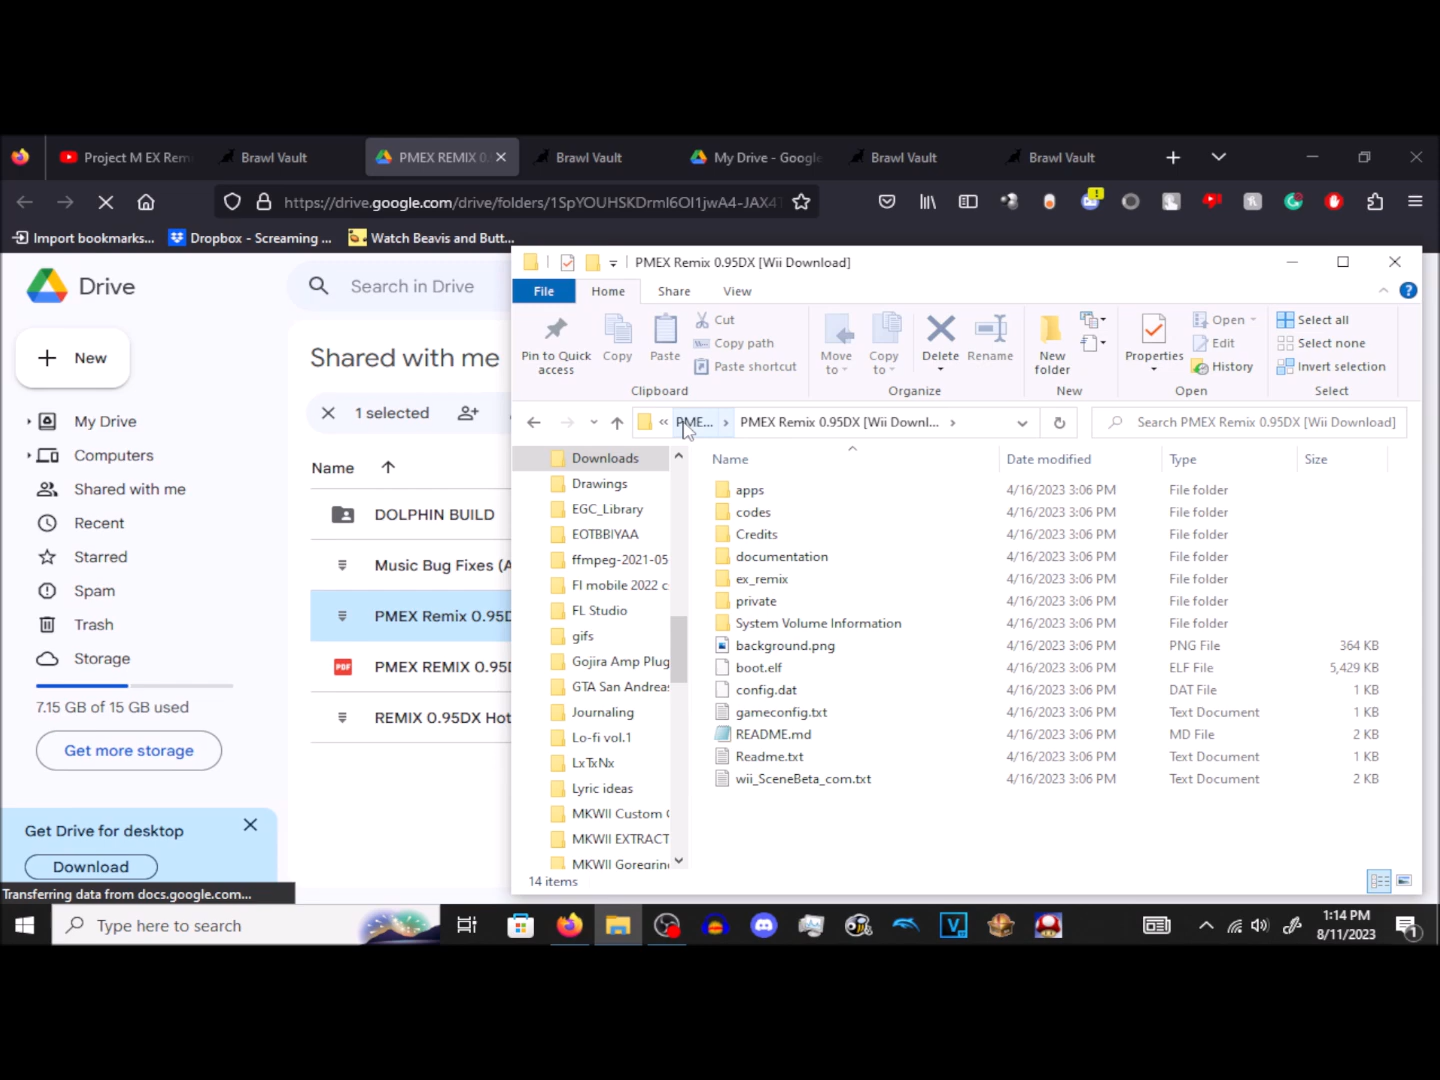 Project M EX Rem
Brawl Vault
PMEX REMIX 0.
Brawl Vault
My Drive - Google
Brawl Vault
Brawl Vault
https://drive.google.com/drive/folders/1SpYOUHSKDrml6OI1jwA4-JAX4
Import bookmarks...
Dropbox - Screaming ...
Watch Beavis and Butt...
PMEX Remix 0.95DX [Wii Download]
File
Home
Share
View
Pin to Quick access
Copy
Paste
Cut
Copy path
Paste shortcut
Move to
Copy to
Delete
Rename
New folder
Properties
Open
Edit
History
Select all
Select none
Invert selection
Clipboard
Organize
New
Open
Select
« PME... › PMEX Remix 0.95DX [Wii Downl... ›
Search PMEX Remix 0.95DX [Wii Download]
Drive
Search in Drive
New
My Drive
Computers
Shared with me
Recent
Starred
Spam
Trash
Storage
7.15 GB of 15 GB used
Get more storage
Get Drive for desktop
Download
Transferring data from docs.google.com...
Shared with me
1 selected
Name
DOLPHIN BUILD
Music Bug Fixes (A
PMEX Remix 0.95D
PDF
PMEX REMIX 0.95D
REMIX 0.95DX Hot
Downloads
Drawings
EGC_Library
EOTBBIYAA
ffmpeg-2021-05
FI mobile 2022 c
FL Studio
gifs
Gojira Amp Plug
GTA San Andreas
Journaling
Lo-fi vol.1
LxTxNx
Lyric ideas
MKWII Custom C
MKWII EXTRACT
MKWII Goregrin
Name Date modified Type Size
apps 4/16/2023 3:06 PM File folder
codes 4/16/2023 3:06 PM File folder
Credits 4/16/2023 3:06 PM File folder
documentation 4/16/2023 3:06 PM File folder
ex_remix 4/16/2023 3:06 PM File folder
private 4/16/2023 3:06 PM File folder
System Volume Information 4/16/2023 3:06 PM File folder
background.png 4/16/2023 3:06 PM PNG File 364 KB
boot.elf 4/16/2023 3:06 PM ELF File 5,429 KB
config.dat 4/16/2023 3:06 PM DAT File 1 KB
gameconfig.txt 4/16/2023 3:06 PM Text Document 1 KB
README.md 4/16/2023 3:06 PM MD File 2 KB
Readme.txt 4/16/2023 3:06 PM Text Document 1 KB
wii_SceneBeta_com.txt 4/16/2023 3:06 PM Text Document 2 KB
14 items
Type here to search
1:14 PM
8/11/2023
1